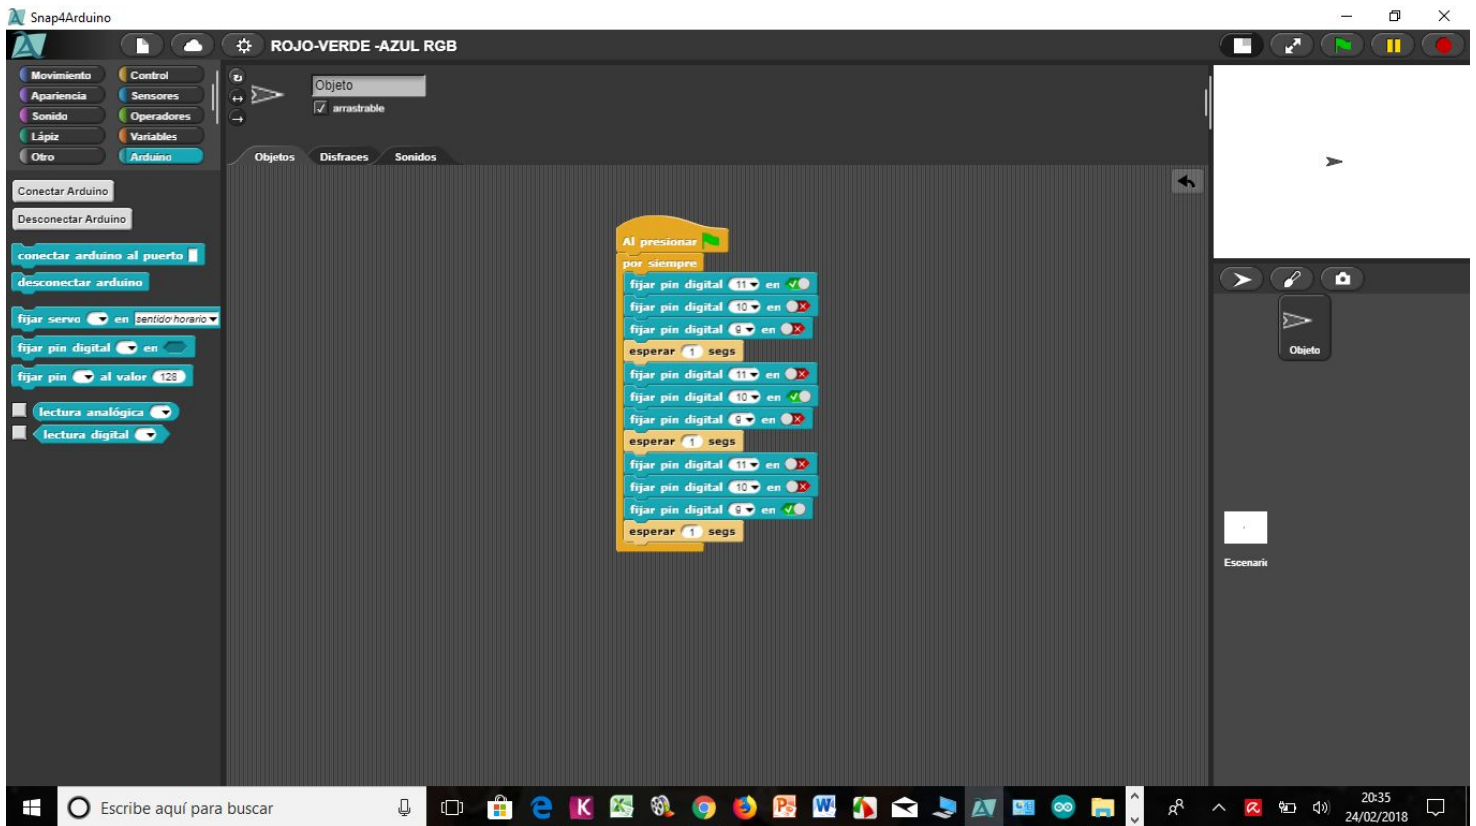 Snap4Arduino
ROJO-VERDE -AZUL RGB
Movimiento Control
Apariencia Sensores
Sonido Operadores
Lápiz Variables
Otro Arduino
Objeto
arrastrable
Objetos Disfraces Sonidos
Conectar Arduino
Desconectar Arduino
conectar arduino al puerto
desconectar arduino
fijar servo en sentido horario
fijar pin digital en
fijar pin al valor 128
lectura analógica
lectura digital
Al presionar
por siempre
fijar pin digital 11 en
fijar pin digital 10 en
fijar pin digital 9 en
esperar 1 segs
fijar pin digital 11 en
fijar pin digital 10 en
fijar pin digital 9 en
esperar 1 segs
fijar pin digital 11 en
fijar pin digital 10 en
fijar pin digital 9 en
esperar 1 segs
Objeto
Escenario
Escribe aquí para buscar
20:35
24/02/2018